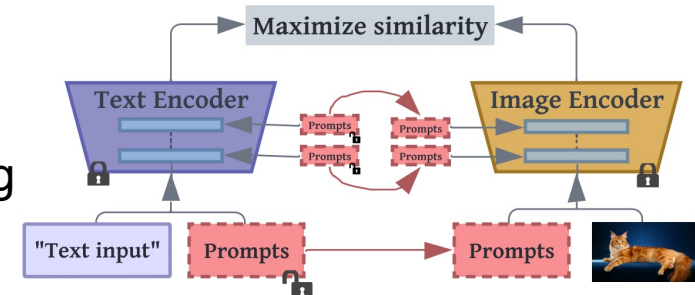 Maximize similarity
Text Encoder
Image Encoder
Prompts
Prompts
Prompts
Prompts
g
"Text input"
Prompts
Prompts